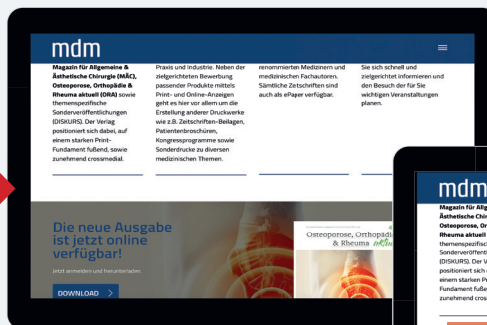 mdm
Magazin für Allgemeine &
Ästhetische Chirurgie (MÄC),
Osteoporose, Orthopädie &
Rheuma aktuell (ORA) sowie
themenspezifische
Sonderveröffentlichungen
(DISKURS). Der Verlag
positioniert sich dabei, auf
einem starken Print-
Fundament fußend, sowie
zunehmend crossmedial.
Praxis und Industrie. Neben der
zielgerichteten Bewerbung
passender Produkte mittels
Print- und Online-Anzeigen
geht es hier vor allem um die
Erstellung anderer Druckwerke
wie z.B. Zeitschriften-Beilagen,
Patientenbroschüren,
Kongressprogramme sowie
Sonderdrucke zu diversen
medizinischen Themen.
renommierten Medizinern und
medizinischen Fachautoren.
Sämtliche Zeitschriften sind
auch als ePaper verfügbar.
Sie sich schnell und
zielgerichtet informieren und
den Besuch der für Sie
wichtigen Veranstaltungen
planen.
Die neue Ausgabe
ist jetzt online
verfügbar!
Jetzt anmelden und herunterladen.
DOWNLOAD >
Osteoporose, Orthopädi
& Rheuma
mdm
Magazin für Allg
Ästhetische Chir
Osteoporose, Or
Rheuma aktuell
themenspezifisc
Sonderveröffentl
(DISKURS). Der V
positioniert sich
einem starken P
Fundament fuße
zunehmend cros